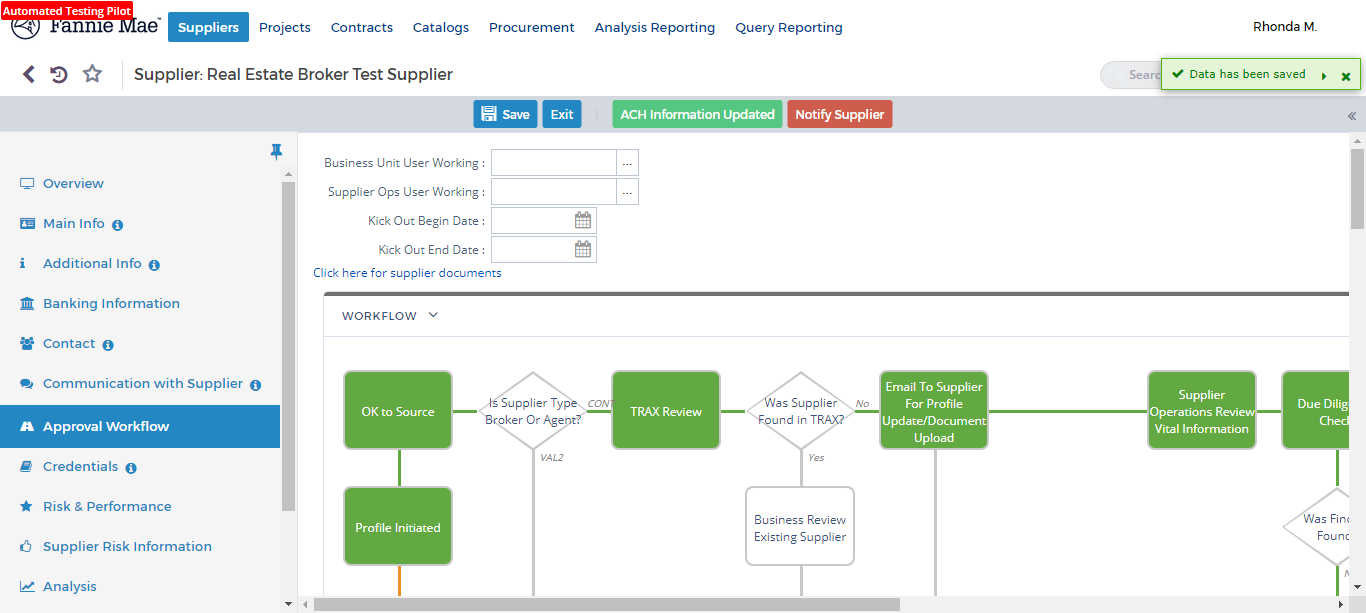 Automated Testing Pilot
Fannie Mae
Suppliers Projects Contracts Catalogs Procurement Analysis Reporting Query Reporting
Rhonda M.
Supplier: Real Estate Broker Test Supplier
Data has been saved
Save Exit ACH Information Updated Notify Supplier
Overview
Main Info
Additional Info
Banking Information
Contact
Communication with Supplier
Approval Workflow
Credentials
Risk & Performance
Supplier Risk Information
Analysis
Business Unit User Working :
...
Supplier Ops User Working :
...
Kick Out Begin Date :
Kick Out End Date :
Click here for supplier documents
WORKFLOW
OK to Source
Is Supplier Type
Broker Or Agent?
CONT
VAL2
TRAX Review
Was Supplier
Found in TRAX?
No
Yes
Email To Supplier
For Profile
Update/Document
Upload
Supplier
Operations Review
Vital Information
Due Dilig
Chec
Profile Initiated
Business Review
Existing Supplier
Was Find
Found